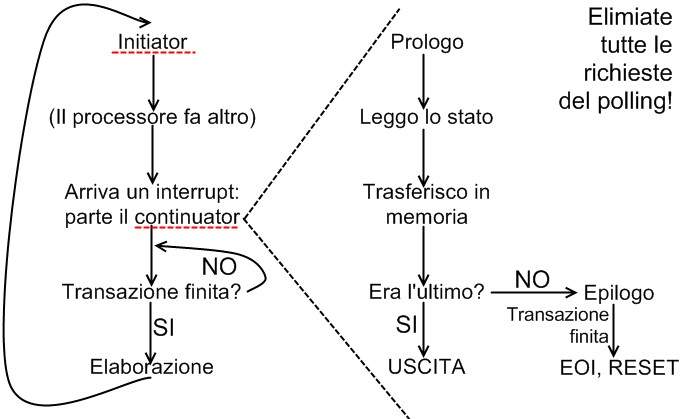 Initiator
(Il processore fa altro)
Arriva un interrupt:
parte il continuator
NO
Transazione finita?
SI
Elaborazione
Prologo
Leggo lo stato
Trasferisco in
memoria
Era l'ultimo?
NO
SI
USCITA
Epilogo
Transazione
finita
EOI, RESET
Elimiate
tutte le
richieste
del polling!